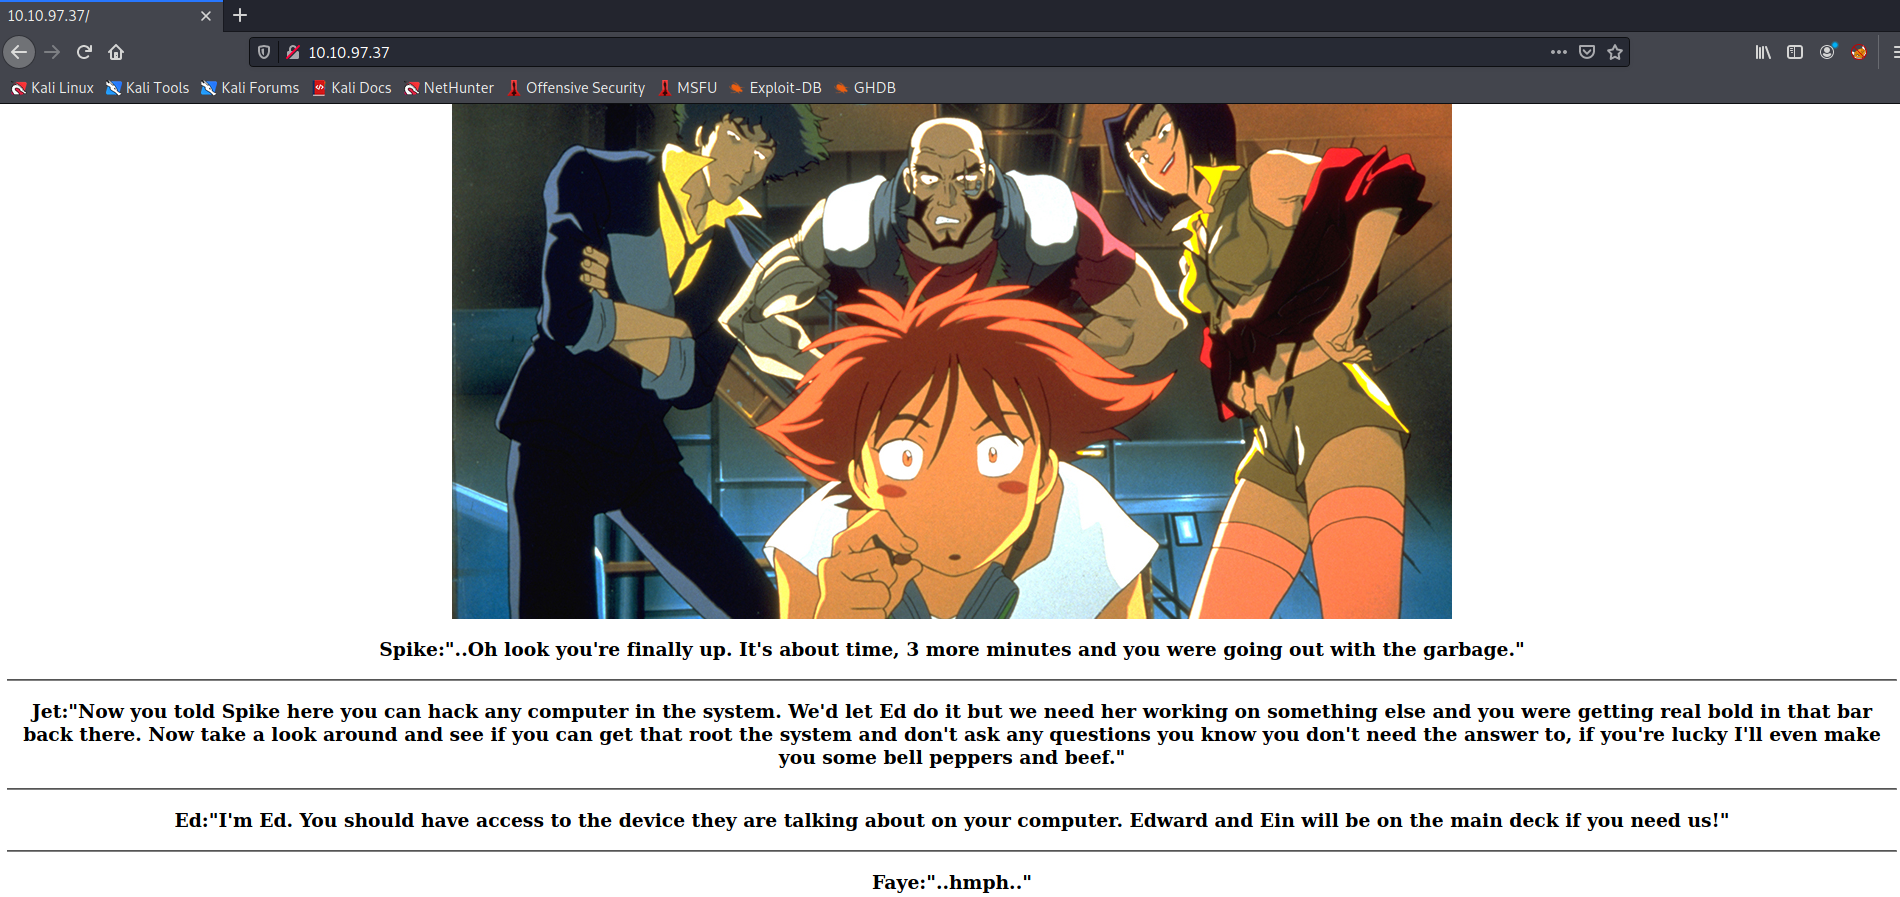 10.10.97.37/
10.10.97.37
Kali Linux Kali Tools Kali Forums Kali Docs NetHunter Offensive Security MSFU Exploit-DB GHDB
Spike:"..Oh look you're finally up. It's about time, 3 more minutes and you were going out with the garbage."
Jet:"Now you told Spike here you can hack any computer in the system. We'd let Ed do it but we need her working on something else and you were getting real bold in that bar
back there. Now take a look around and see if you can get that root the system and don't ask any questions you know you don't need the answer to, if you're lucky I'll even make
you some bell peppers and beef."
Ed:"I'm Ed. You should have access to the device they are talking about on your computer. Edward and Ein will be on the main deck if you need us!"
Faye:"..hmph.."